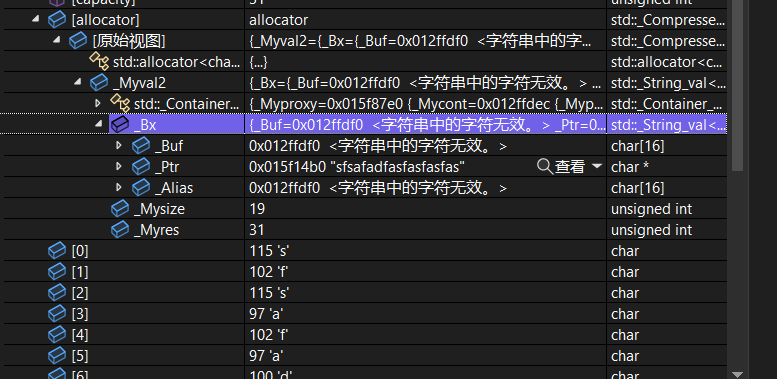 [capacity] 31 unsigned int
[allocator] allocator std::_Compresse...
[原始视图] {_Myval2={_Bx={_Buf=0x012ffdf0 <字符串中的字... std::_Compresse...
std::allocator<cha... {...} std::allocator<c...
_Myval2 {_Bx={_Buf=0x012ffdf0 <字符串中的字符无效。> ... std::_String_val<...
std::_Container... {_Myproxy=0x015f87e0 {_Mycont=0x012ffdec {_Myp... std::_Container_...
_Bx {_Buf=0x012ffdf0 <字符串中的字符无效。> _Ptr=0... std::_String_val<...
_Buf 0x012ffdf0 <字符串中的字符无效。> char[16]
_Ptr 0x015f14b0 "sfsafadfasfasfasfas" 查看 char *
_Alias 0x012ffdf0 <字符串中的字符无效。> char[16]
_Mysize 19 unsigned int
_Myres 31 unsigned int
[0] 115 's' char
[1] 102 'f' char
[2] 115 's' char
[3] 97 'a' char
[4] 102 'f' char
[5] 97 'a' char
[6] 100 'd' char